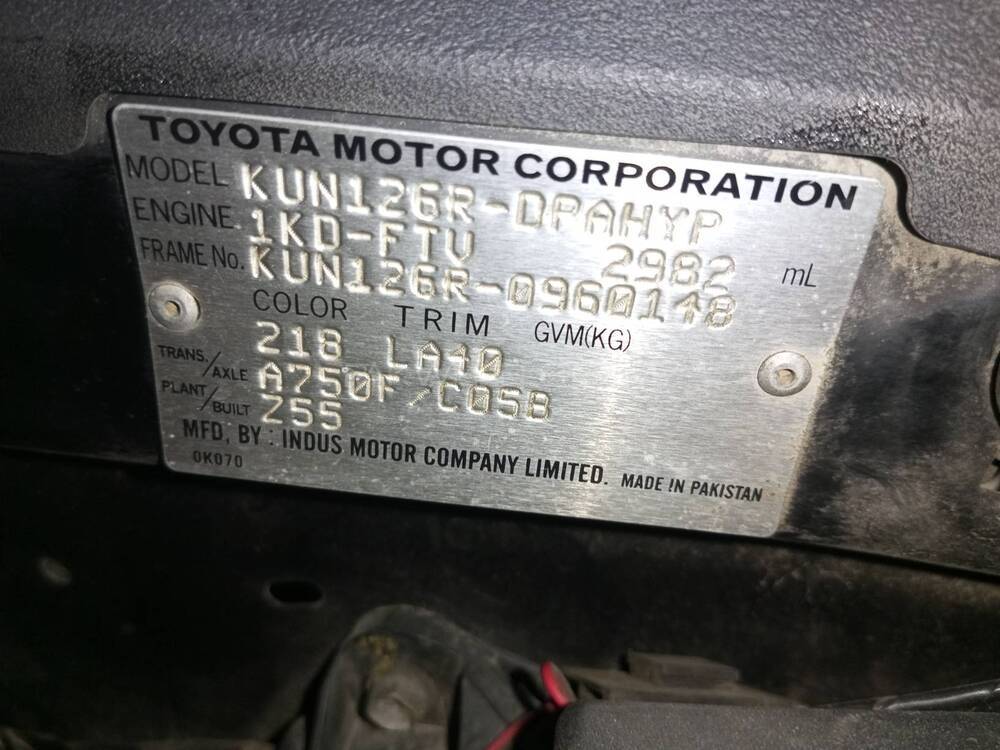 TOYOTA MOTOR CORPORATION
MODEL KUN126R-DPAHYP
ENGINE 1KD-FTV 2982 mL
FRAME No. KUN126R-0960148
COLOR TRIM GVM(KG)
218 LA40
TRANS./AXLE A750F/C05B
PLANT/BUILT Z55
MFD, BY : INDUS MOTOR COMPANY LIMITED. MADE IN PAKISTAN
0K070